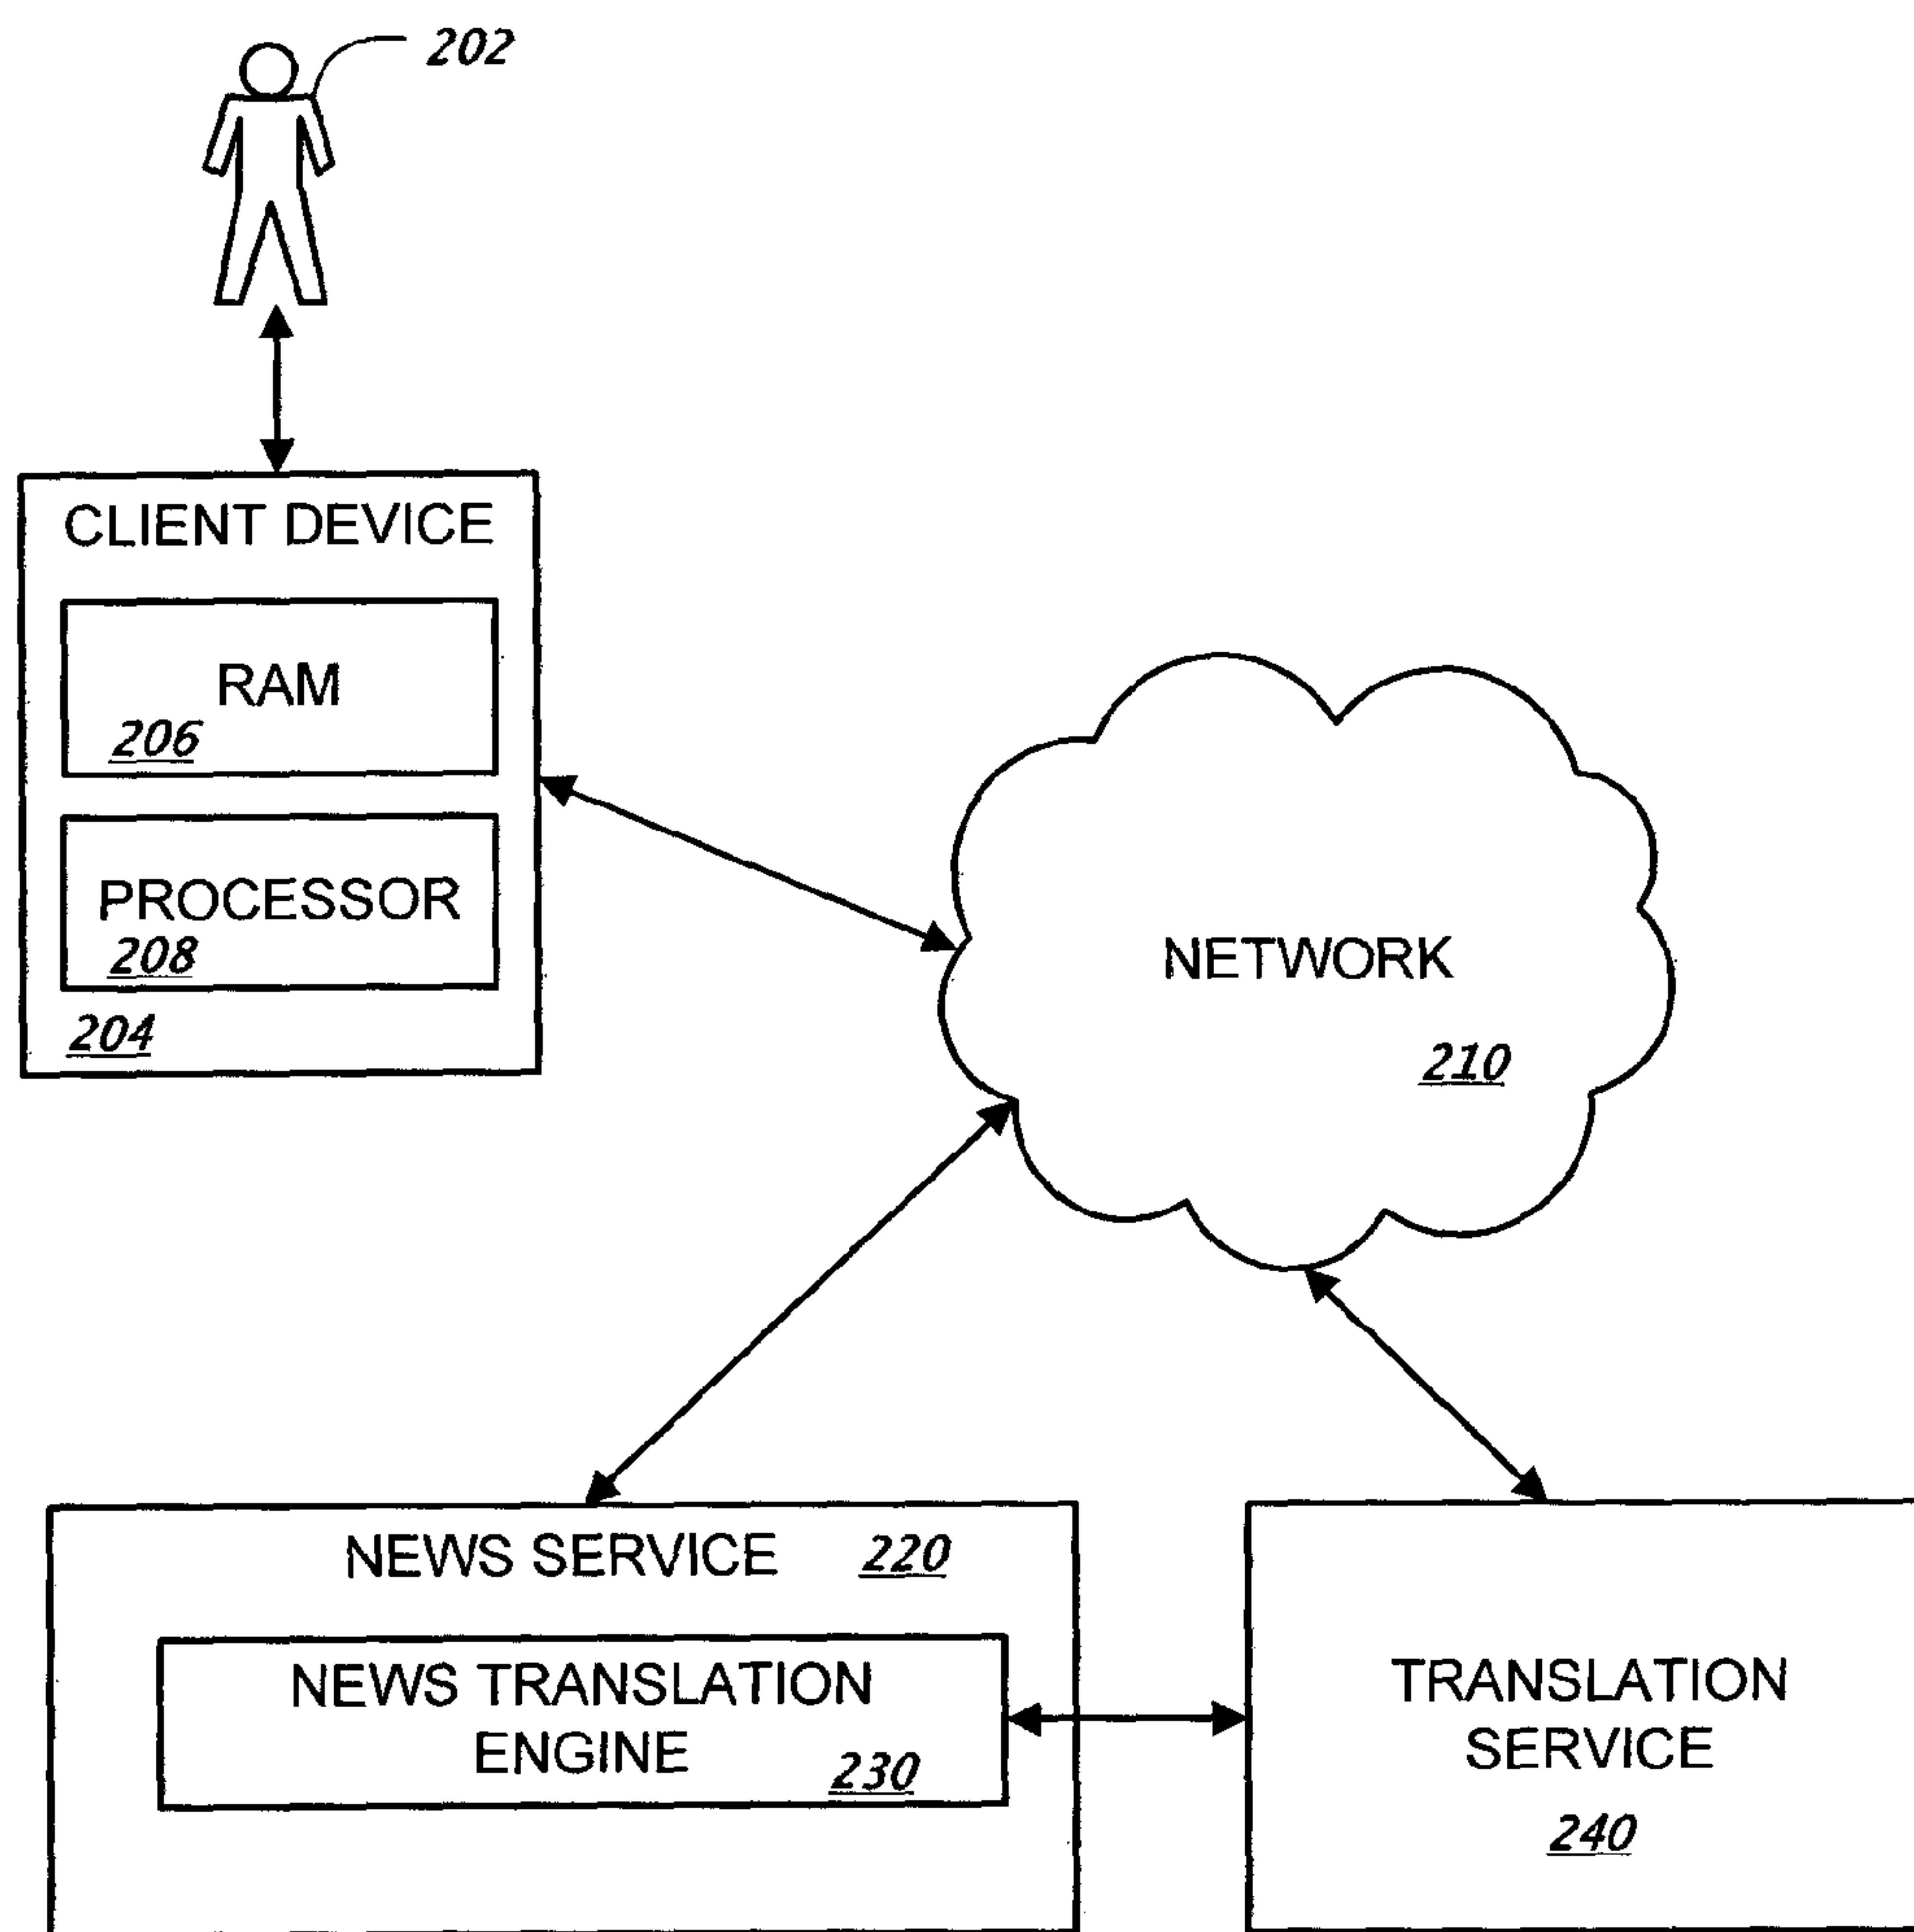 202
CLIENT DEVICE
RAM
206
PROCESSOR
208
204
NETWORK
210
NEWS SERVICE 220
NEWS TRANSLATION
ENGINE 230
TRANSLATION
SERVICE
240